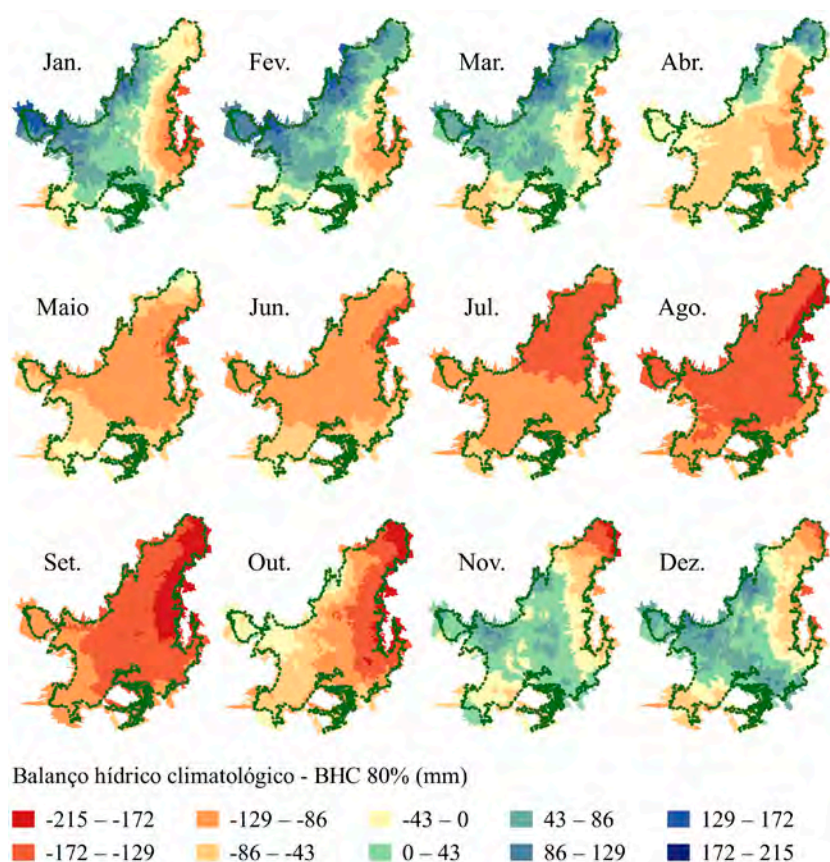 Jan. Fev. Mar. Abr.
Maio Jun. Jul. Ago.
Set. Out. Nov. Dez.
Balanço hídrico climatológico - BHC 80% (mm)
-215 – -172 -129 – -86 -43 – 0 43 – 86 129 – 172
-172 – -129 -86 – -43 0 – 43 86 – 129 172 – 215